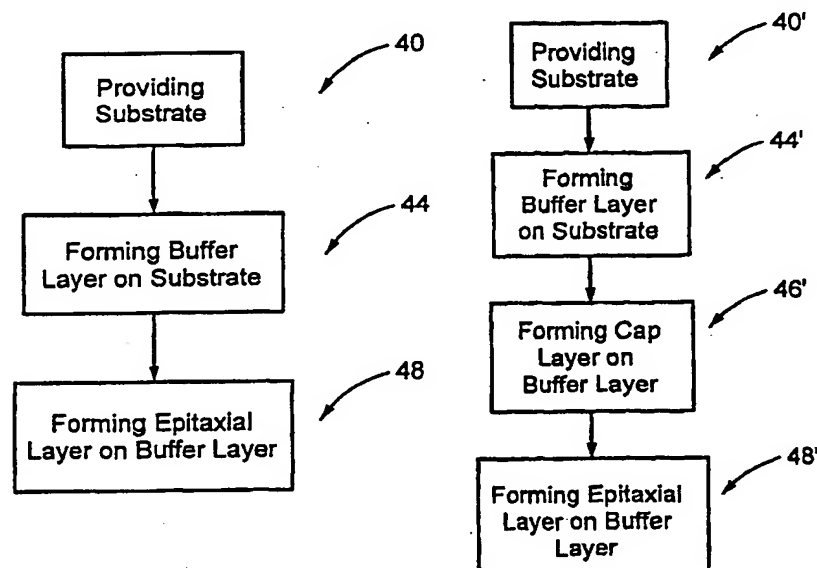 Providing
Substrate
40
Forming Buffer
Layer on Substrate
44
Forming Epitaxial
Layer on Buffer Layer
48
Providing
Substrate
40'
Forming
Buffer Layer
on Substrate
44'
Forming Cap
Layer on
Buffer Layer
46'
Forming Epitaxial
Layer on Buffer
Layer
48'